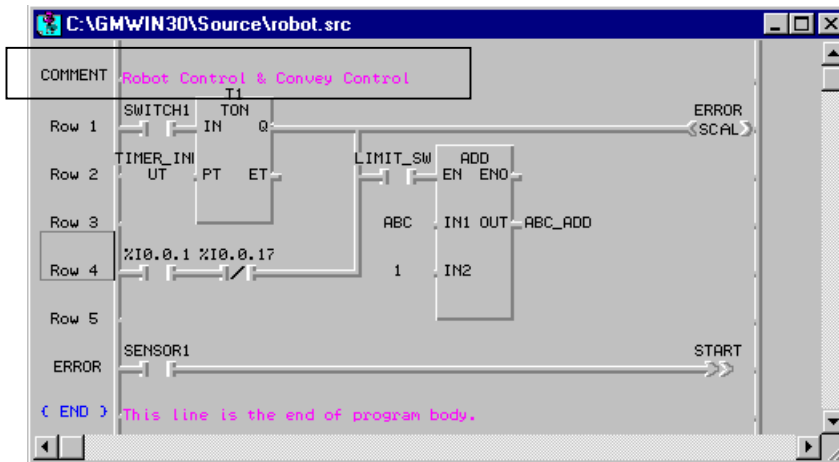 C:\GMWIN30\Source\robot.src
COMMENT Robot Control & Convey Control
T1
SWITCH1 TON ERROR
Row 1 IN Q SCAL
TIMER_INP LIMIT_SW ADD
Row 2 UT PT ET EN ENO
Row 3 ABC IN1 OUT ABC_ADD
%I0.0.1 %I0.0.17
Row 4 1 IN2
Row 5
SENSOR1 START
ERROR
{ END } This line is the end of program body.